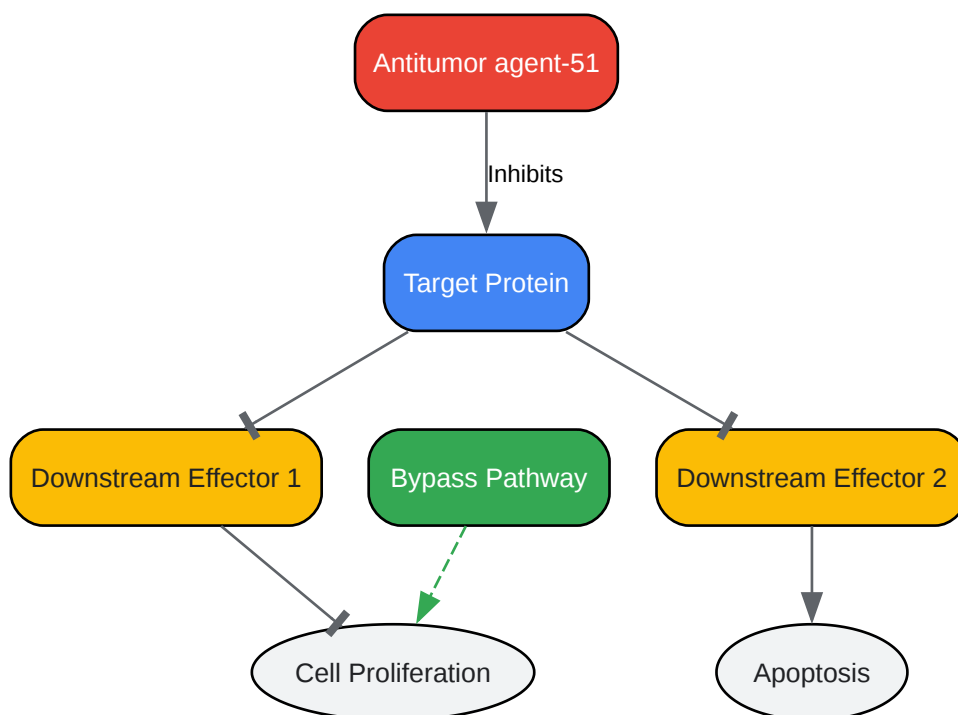 Antitumor agent-51
Inhibits
Target Protein
Downstream Effector 1
Bypass Pathway
Downstream Effector 2
Cell Proliferation
Apoptosis